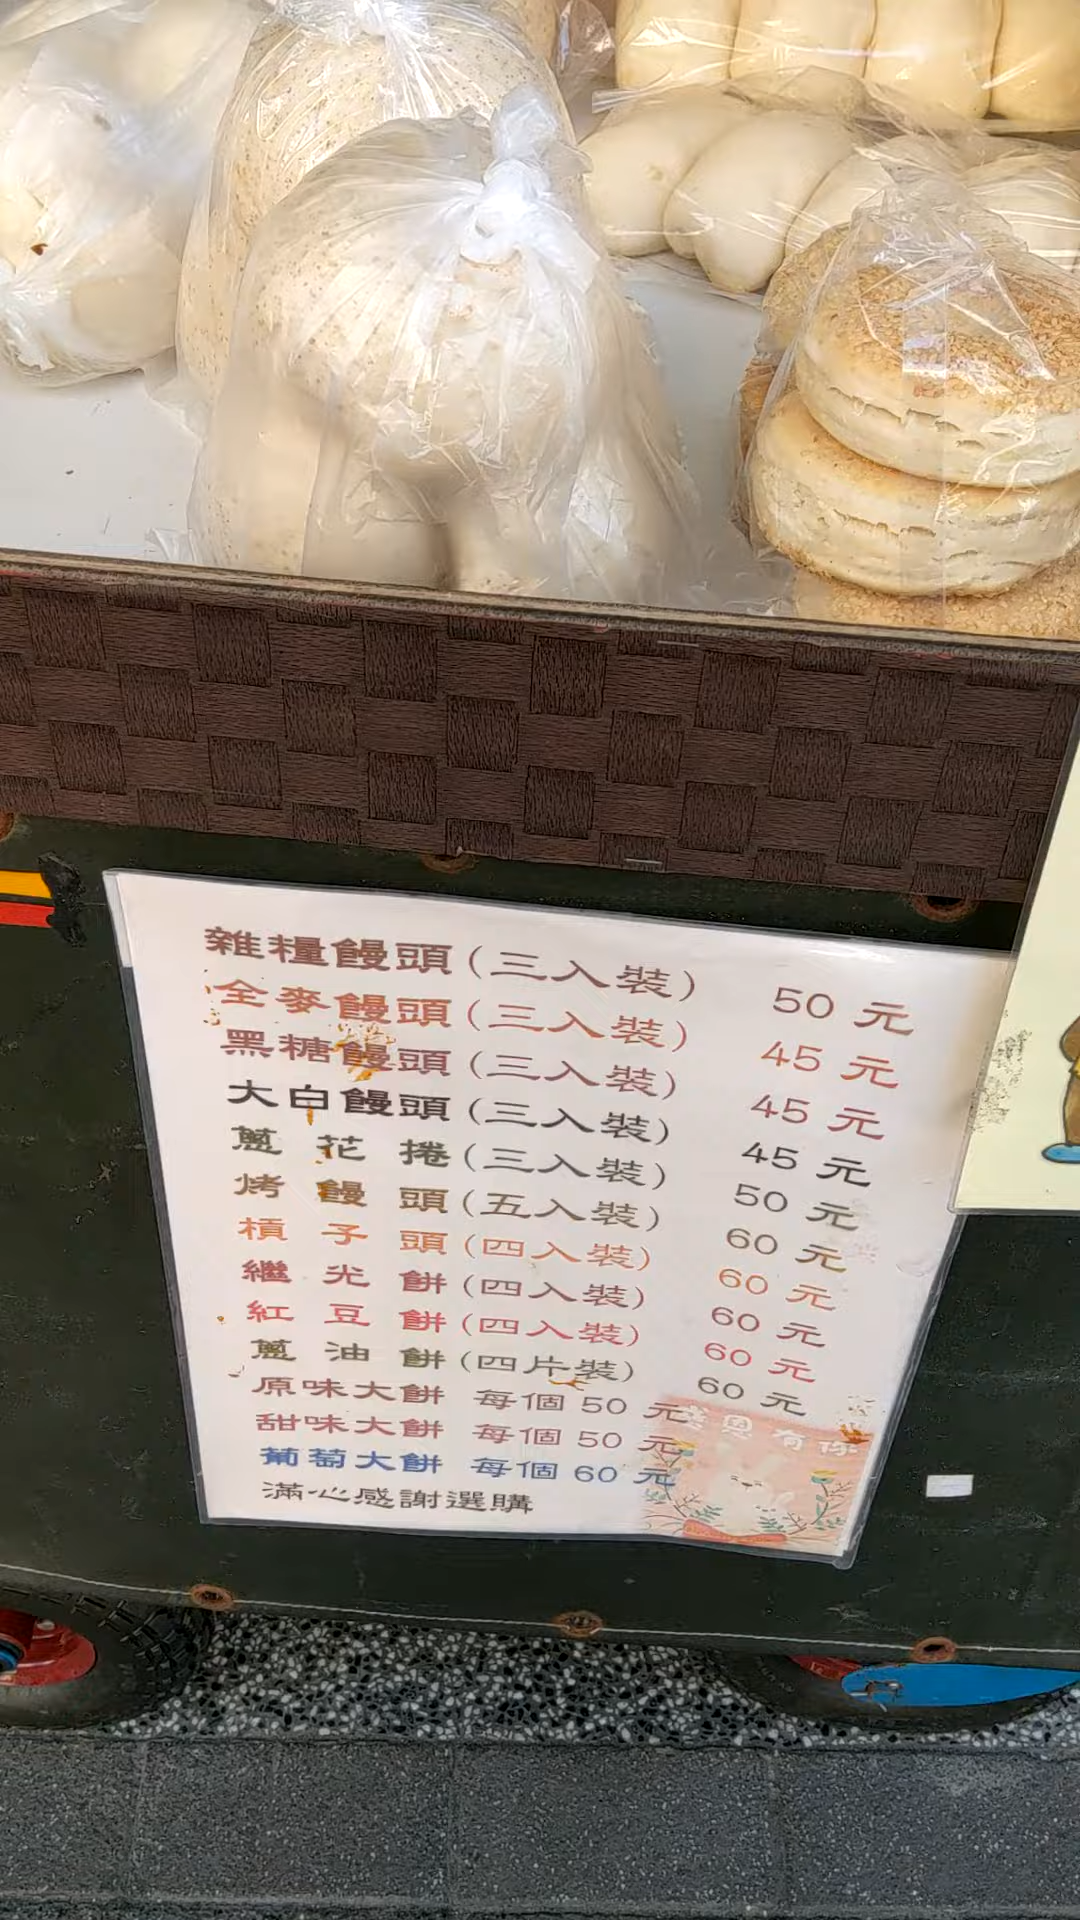 雜糧饅頭(三入裝) 50 元
全麥饅頭(三入裝) 45 元
黑糖饅頭(三入裝) 45 元
大白饅頭(三入裝) 45 元
蔥花捲(三入裝) 50 元
烤饅頭(五入裝) 60 元
槓子頭(四入裝) 60 元
繼光餅(四入裝) 60 元
紅豆餅(四入裝) 60 元
蔥油餅(四片裝) 60 元
原味大餅 每個 50 元
甜味大餅 每個 50 元
葡萄大餅 每個 60 元
滿心感謝選購
恩有你